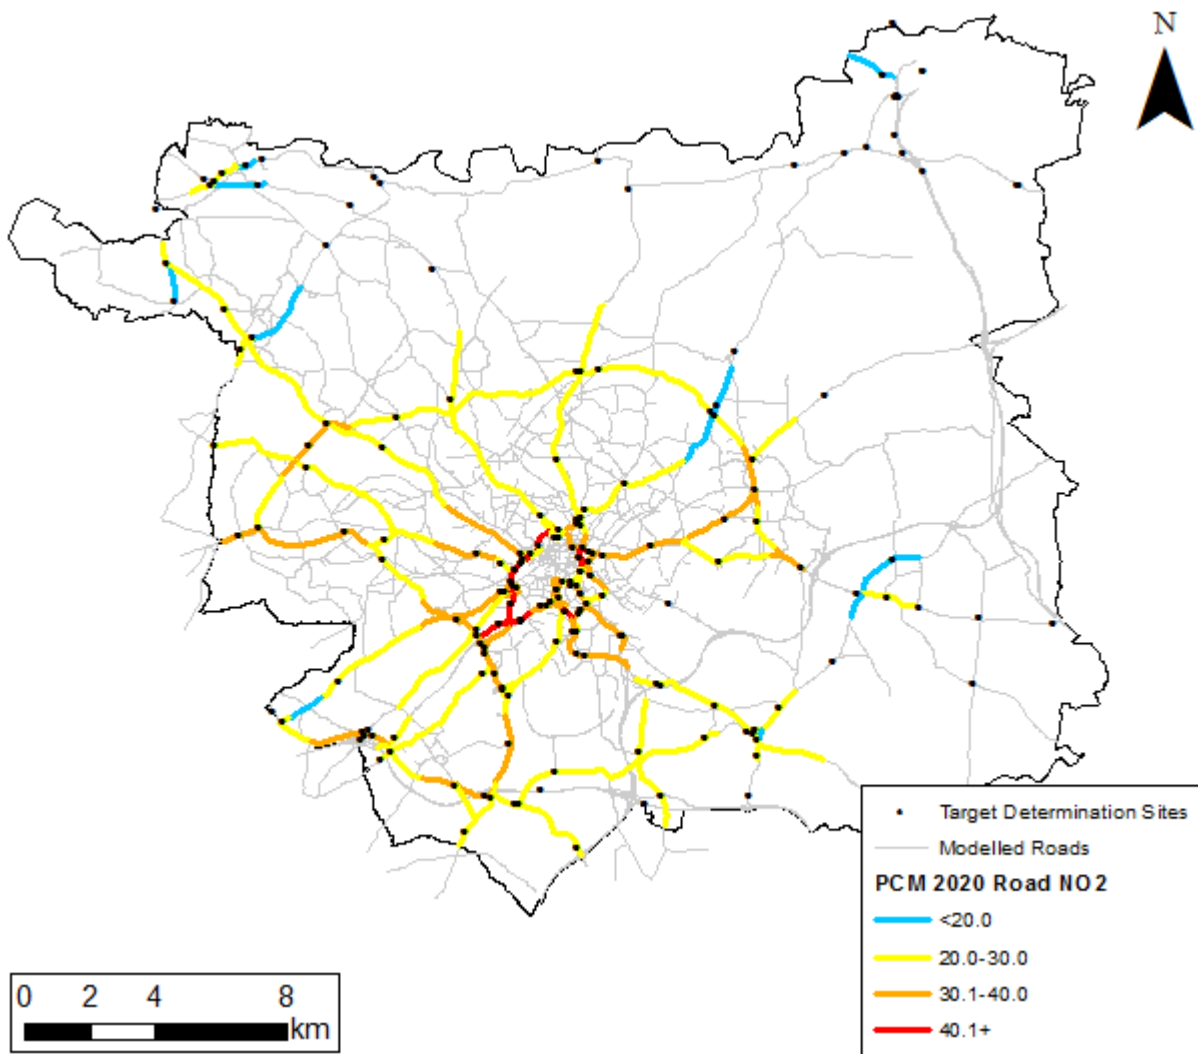 N
Target Determination Sites
Modelled Roads
PCM 2020 Road NO2
<20.0
20.0-30.0
30.1-40.0
40.1+
0 2 4 8
km